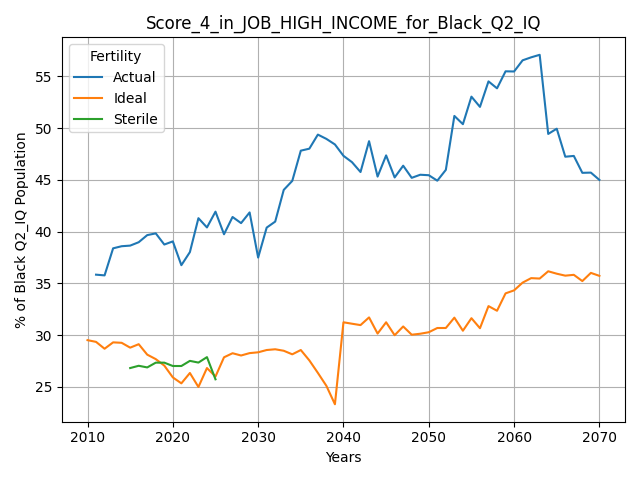 Score_4_in_JOB_HIGH_INCOME_for_Black_Q2_IQ
Fertility
Actual
Ideal
Sterile
% of Black Q2_IQ Population
55
50
45
40
35
30
25
2010 2020 2030 2040 2050 2060 2070
Years